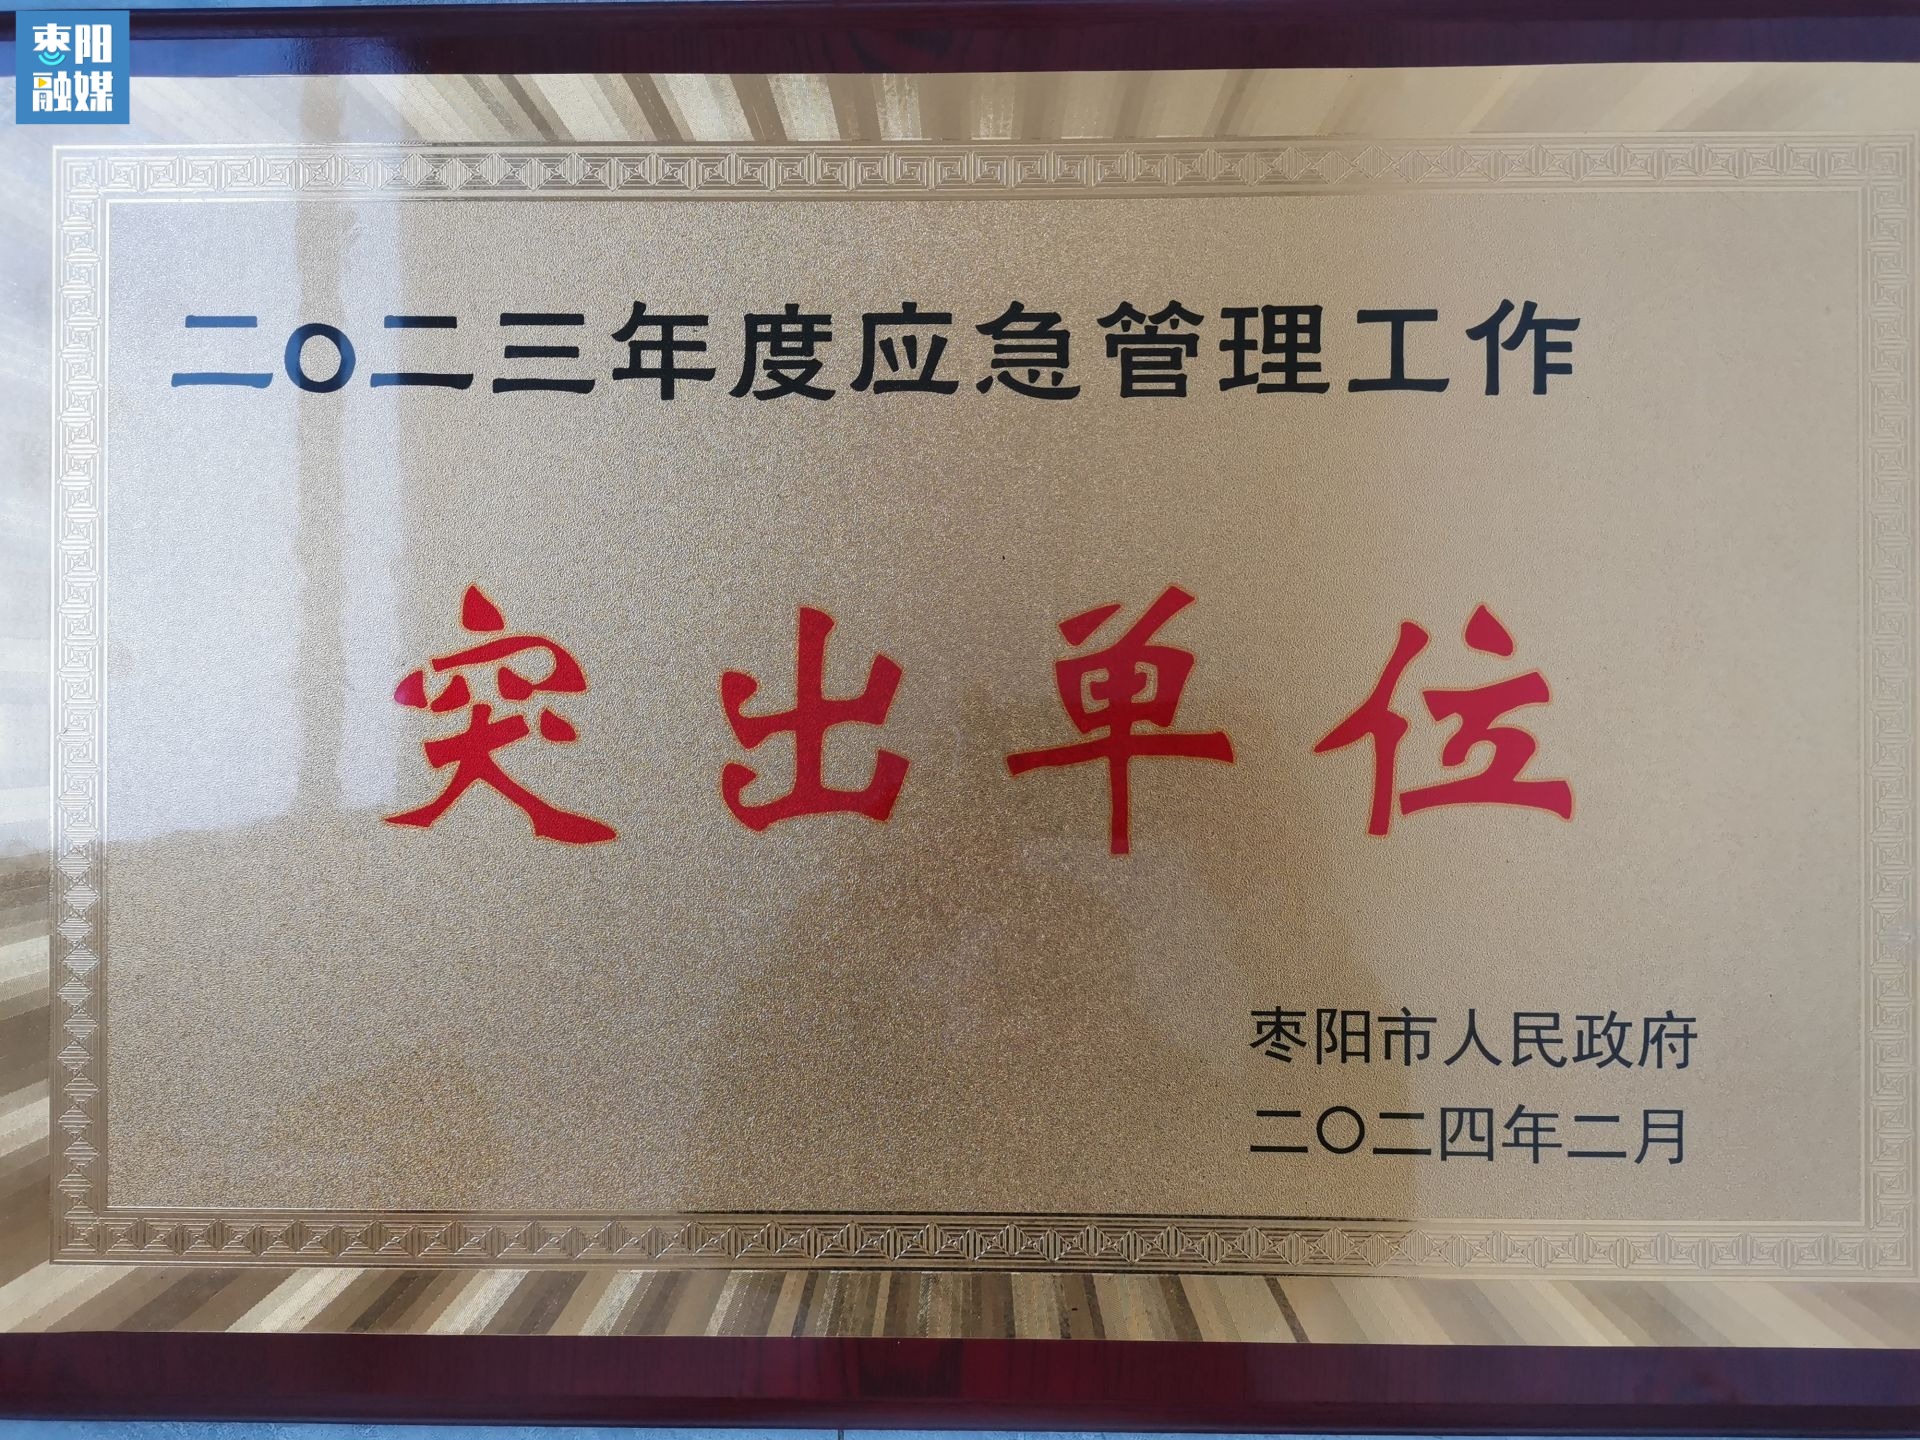 枣阳
融媒
二〇二三年度应急管理工作
突出单位
枣阳市人民政府
二〇二四年二月